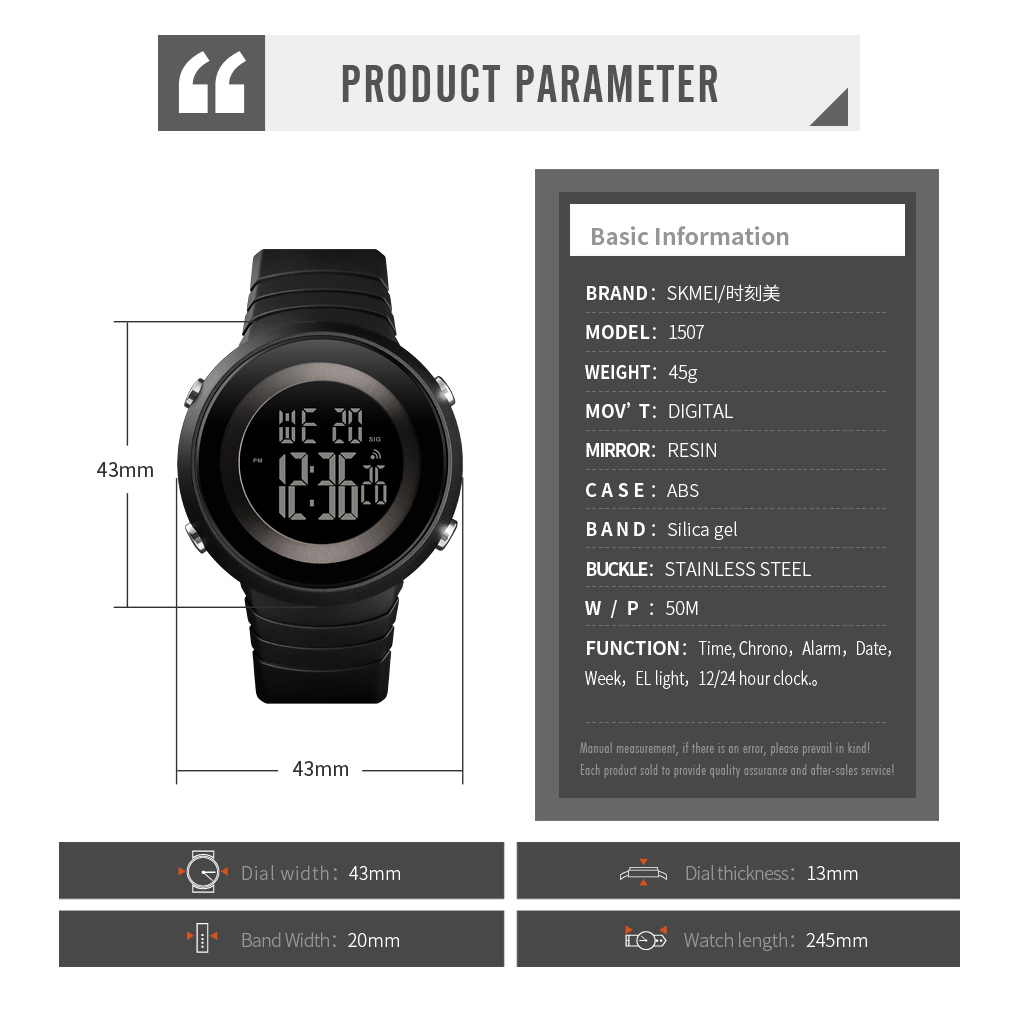 PRODUCT PARAMETER
Basic Information
BRAND： SKMEI/时刻美
MODEL： 1507
WEIGHT： 45g
MOV’ T： DIGITAL
MIRROR： RESIN
CASE： ABS
BAND： Silica gel
BUCKLE： STAINLESS STEEL
W / P ： 50M
FUNCTION： Time, Chrono，Alarm，Date，
Week，EL light，12/24 hour clock.。
Manual measurement, if there is an error, please prevail in kind!
Each product sold to provide quality assurance and after-sales service!
WE 20
SIG
PM
12:36 26
43mm
43mm
Dial width： 43mm
Dial thickness： 13mm
Band Width： 20mm
Watch length： 245mm